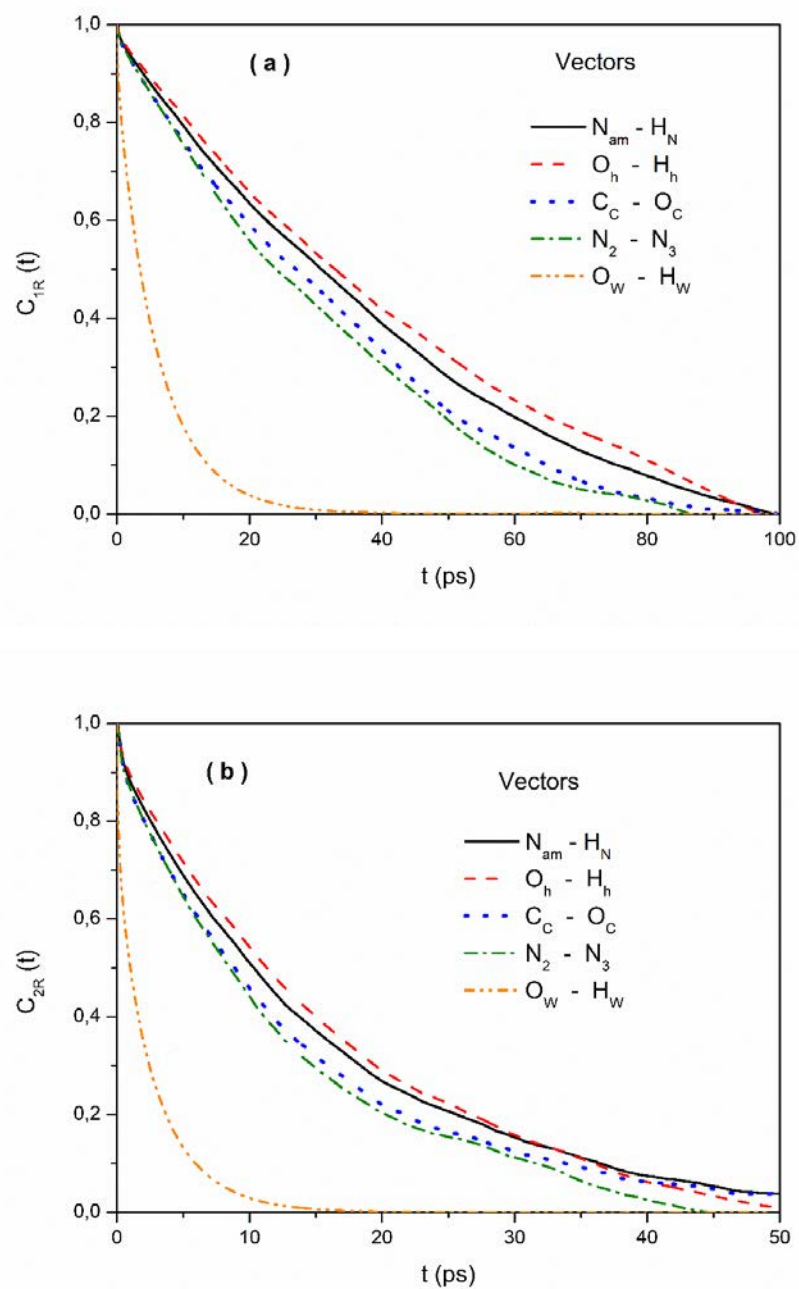 1,0
( a )
Vectors
0,8
N_am - H_N
O_h - H_h
0,6
C_C - O_C
C_1R (t)
N_2 - N_3
0,4
O_W - H_W
0,2
0,0
0 20 40 60 80 100
t (ps)
1,0
( b )
Vectors
0,8
N_am - H_N
O_h - H_h
0,6
C_C - O_C
C_2R (t)
N_2 - N_3
0,4
O_W - H_W
0,2
0,0
0 10 20 30 40 50
t (ps)